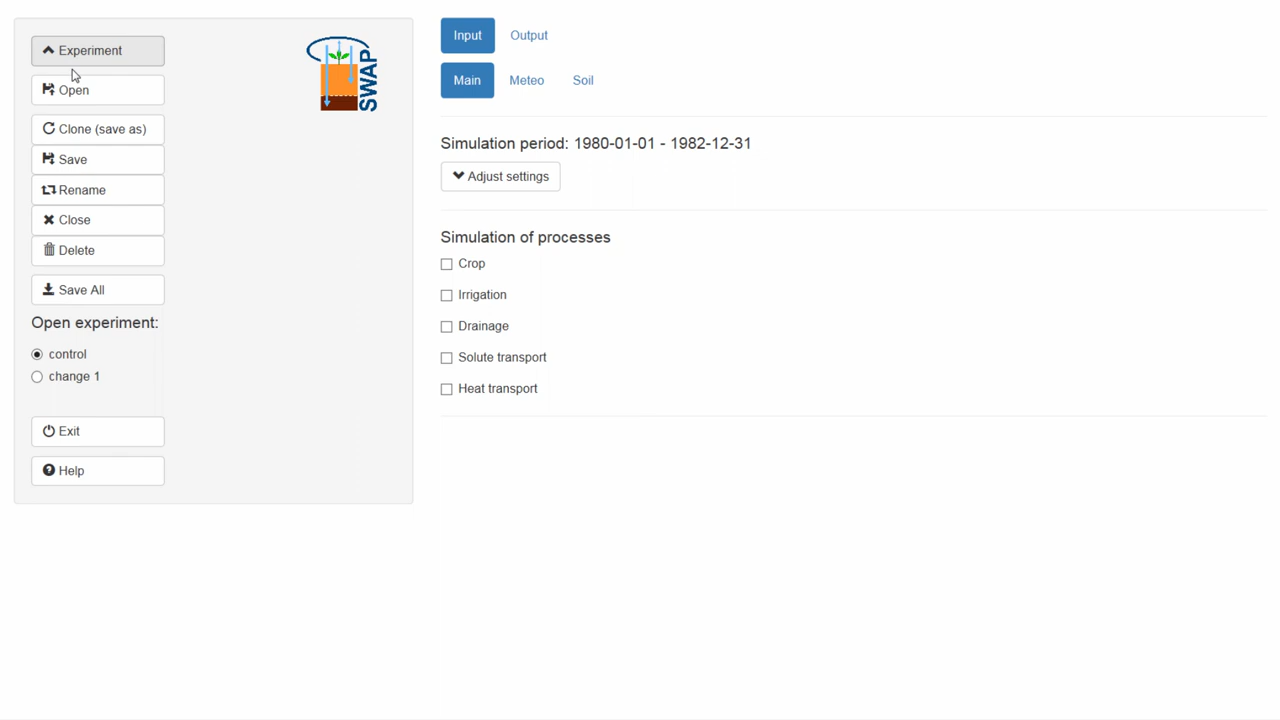 Experiment
Open
Clone (save as)
Save
Rename
Close
Delete
Save All
Open experiment:
control
change 1
Exit
Help
SWAP
Input Output
Main Meteo Soil
Simulation period: 1980-01-01 - 1982-12-31
Adjust settings
Simulation of processes
Crop
Irrigation
Drainage
Solute transport
Heat transport